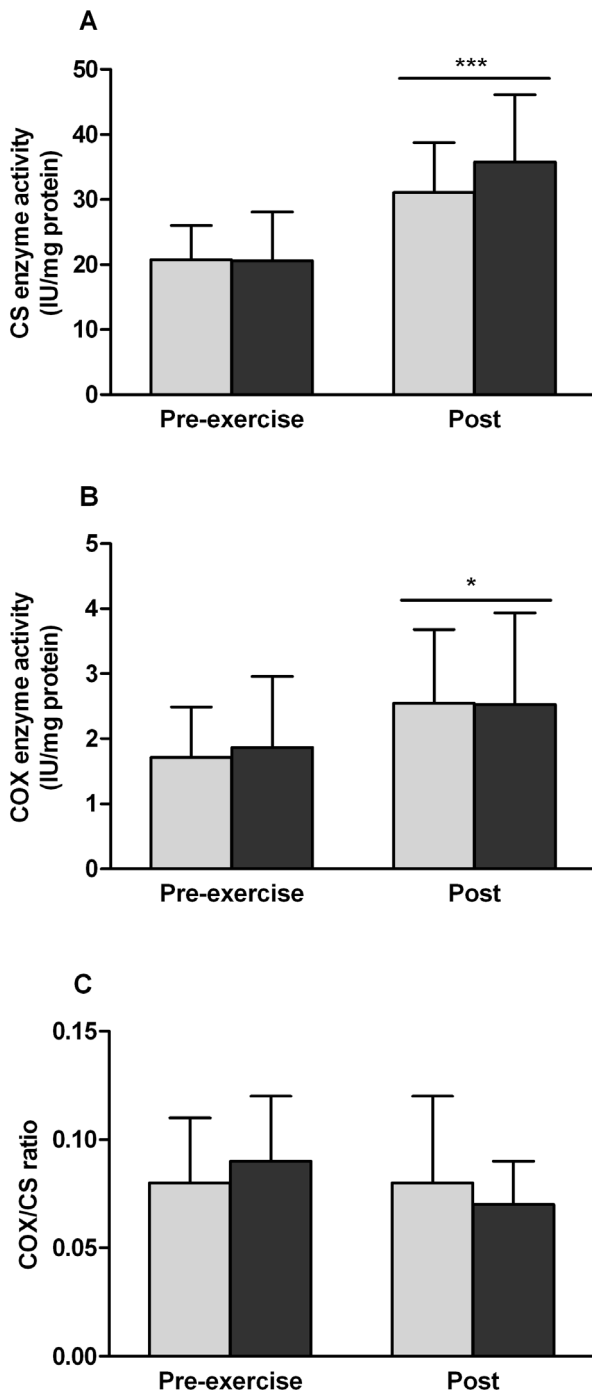 A
CS enzyme activity
(IU/mg protein)
50
40
30
20
10
0
***
Pre-exercise Post
B
COX enzyme activity
(IU/mg protein)
5
4
3
2
1
0
*
Pre-exercise Post
C
COX/CS ratio
0.15
0.10
0.05
0.00
Pre-exercise Post